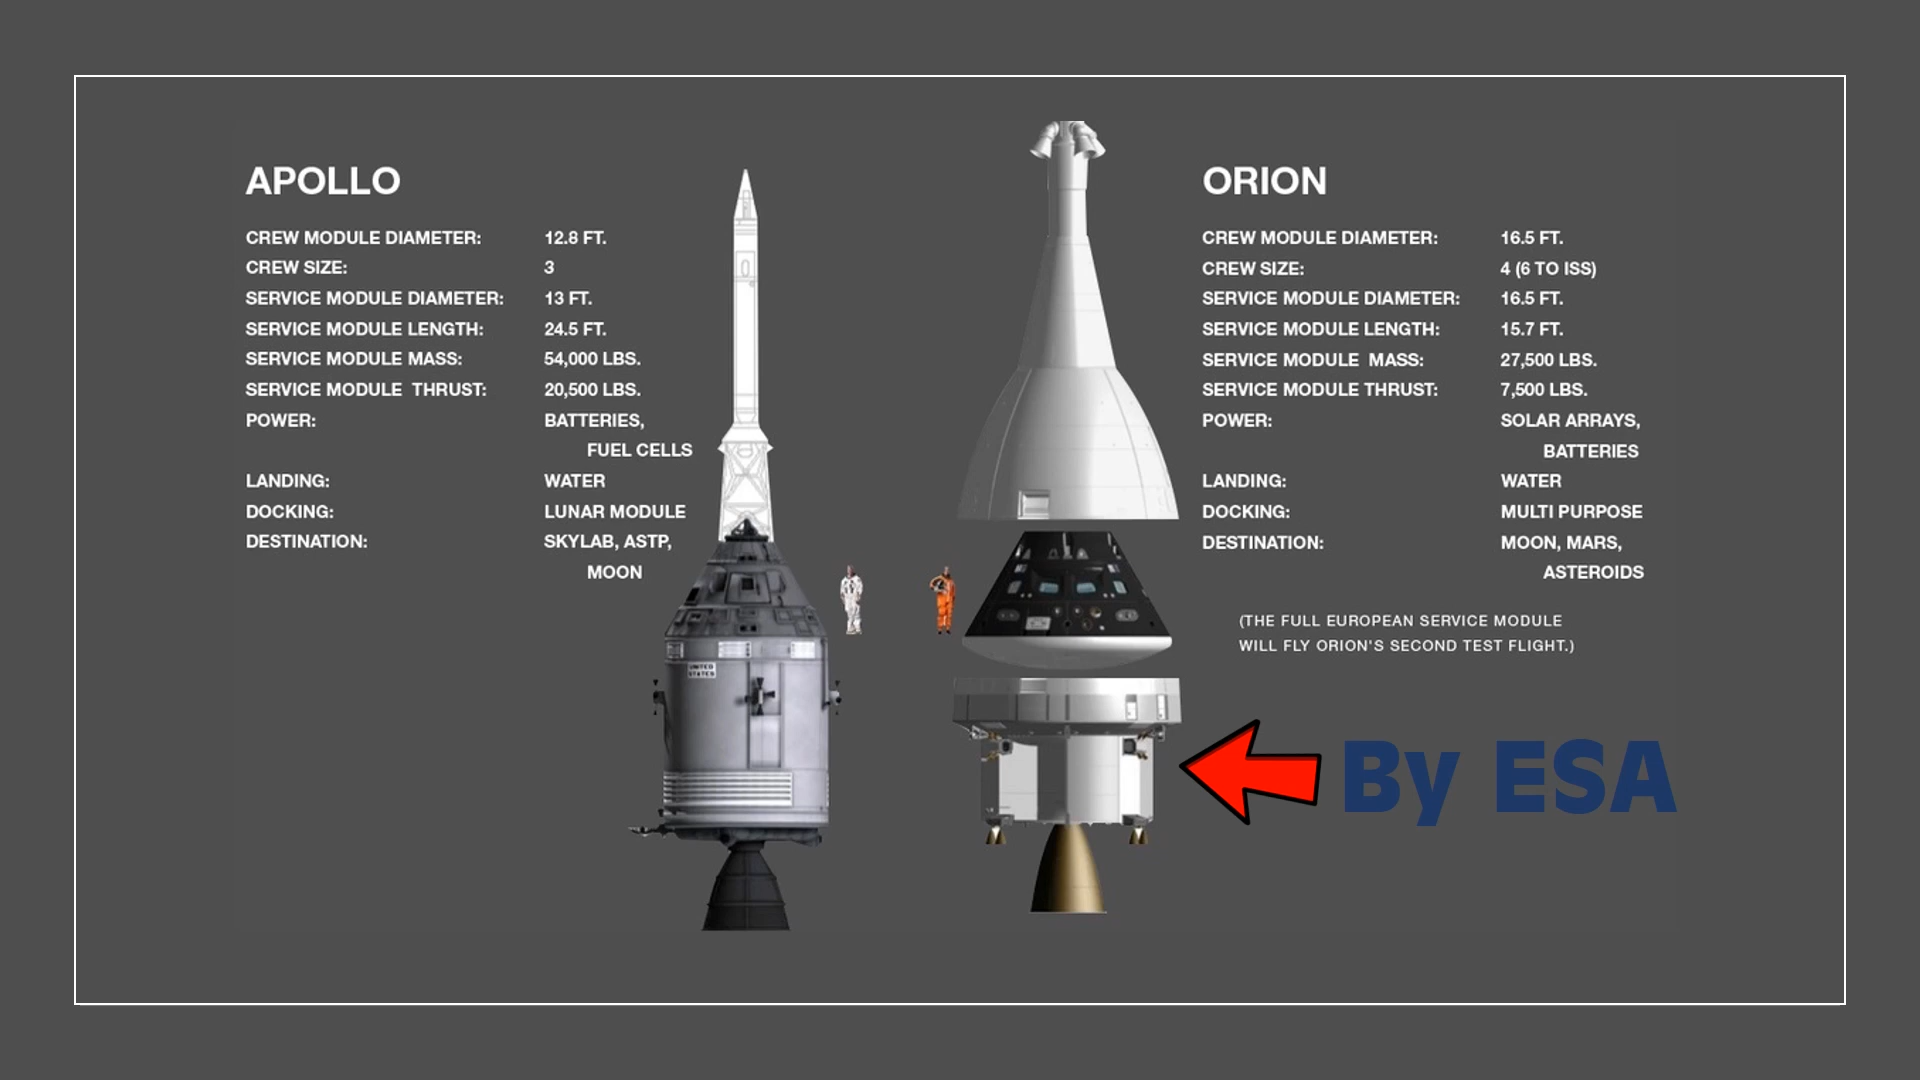 APOLLO
CREW MODULE DIAMETER: 12.8 FT.
CREW SIZE: 3
SERVICE MODULE DIAMETER: 13 FT.
SERVICE MODULE LENGTH: 24.5 FT.
SERVICE MODULE MASS: 54,000 LBS.
SERVICE MODULE THRUST: 20,500 LBS.
POWER: BATTERIES,
FUEL CELLS
LANDING: WATER
DOCKING: LUNAR MODULE
DESTINATION: SKYLAB, ASTP,
MOON
UNITED
STATES
ORION
CREW MODULE DIAMETER: 16.5 FT.
CREW SIZE: 4 (6 TO ISS)
SERVICE MODULE DIAMETER: 16.5 FT.
SERVICE MODULE LENGTH: 15.7 FT.
SERVICE MODULE MASS: 27,500 LBS.
SERVICE MODULE THRUST: 7,500 LBS.
POWER: SOLAR ARRAYS,
BATTERIES
LANDING: WATER
DOCKING: MULTI PURPOSE
DESTINATION: MOON, MARS,
ASTEROIDS
(THE FULL EUROPEAN SERVICE MODULE
WILL FLY ORION'S SECOND TEST FLIGHT.)
By ESA